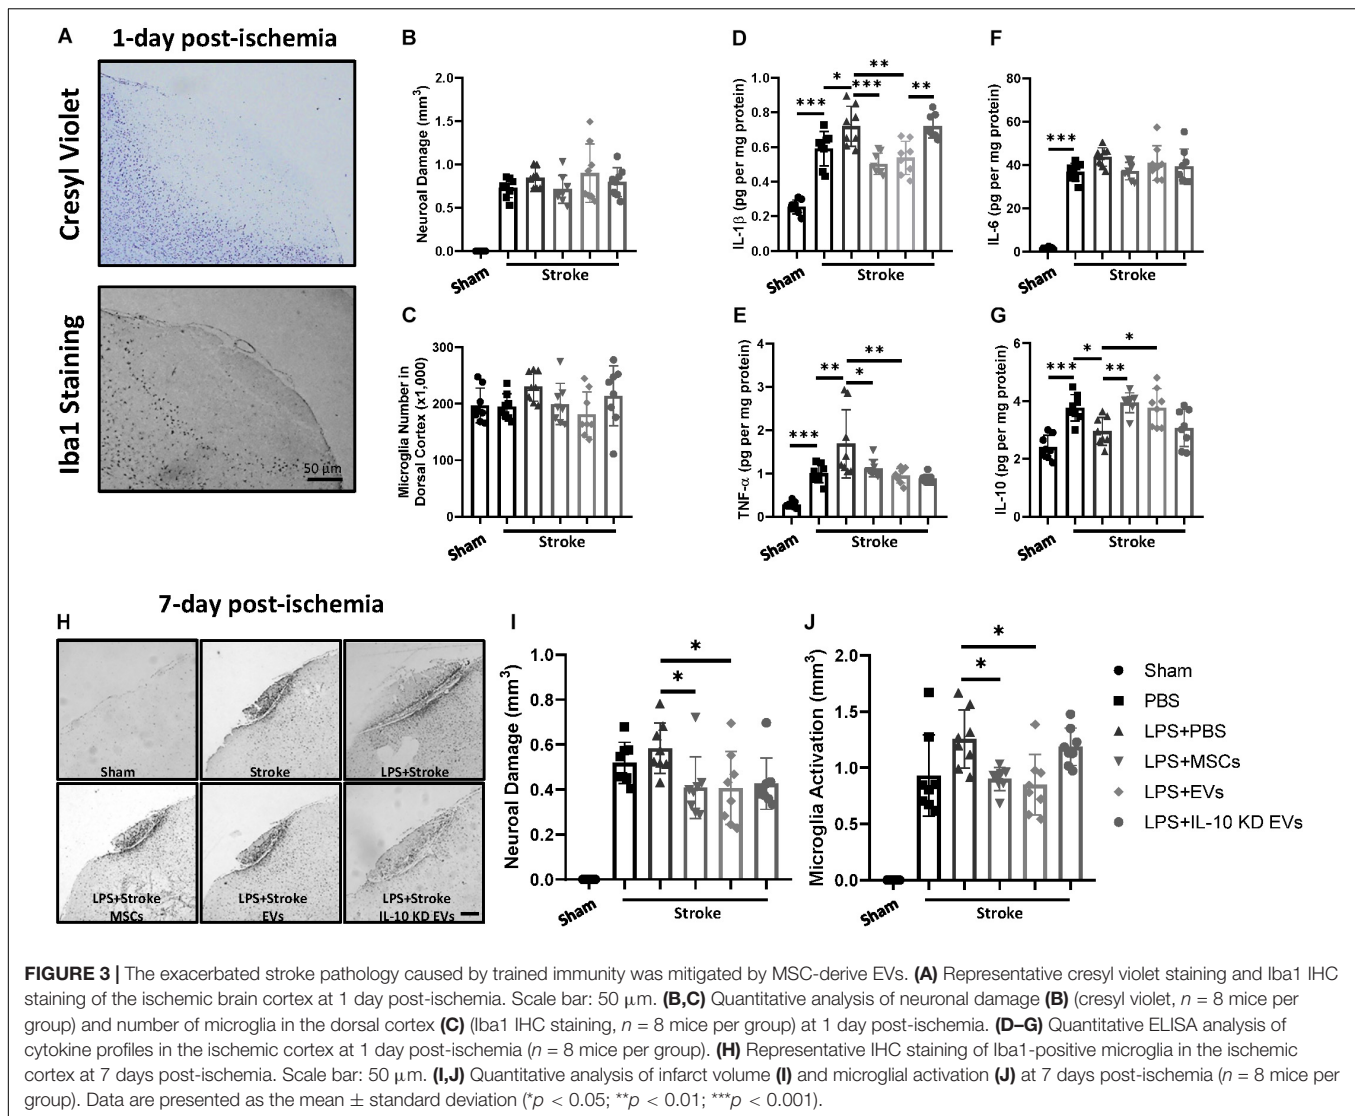 A
1-day post-ischemia
Cresyl Violet
Iba1 Staining
50 μm
B
Neuroal Damage (mm³)
2.0
1.5
1.0
0.5
0.0
Sham
Stroke
C
Microglia Number in
Dorsal Cortex (x1,000)
300
200
100
0
Sham
Stroke
D
IL-1β (pg per mg protein)
1.0
0.8
0.6
0.4
0.2
0.0
***
*
***
**
**
Sham
Stroke
E
TNF-α (pg per mg protein)
4
3
2
1
0
***
**
*
**
Sham
Stroke
F
IL-6 (pg per mg protein)
80
60
40
20
0
***
Sham
Stroke
G
IL-10 (pg per mg protein)
6
4
2
0
***
*
**
*
Sham
Stroke
7-day post-ischemia
H
Sham
Stroke
LPS+Stroke
LPS+Stroke
MSCs
LPS+Stroke
EVs
LPS+Stroke
IL-10 KD EVs
I
Neuroal Damage (mm³)
1.0
0.8
0.6
0.4
0.2
0.0
*
*
Sham
Stroke
J
Microglia Activation (mm³)
2.0
1.5
1.0
0.5
0.0
*
*
Sham
Stroke
Sham
PBS
LPS+PBS
LPS+MSCs
LPS+EVs
LPS+IL-10 KD EVs
FIGURE 3 | The exacerbated stroke pathology caused by trained immunity was mitigated by MSC-derive EVs. (A) Representative cresyl violet staining and Iba1 IHC
staining of the ischemic brain cortex at 1 day post-ischemia. Scale bar: 50 μm. (B,C) Quantitative analysis of neuronal damage (B) (cresyl violet, n = 8 mice per
group) and number of microglia in the dorsal cortex (C) (Iba1 IHC staining, n = 8 mice per group) at 1 day post-ischemia. (D–G) Quantitative ELISA analysis of
cytokine profiles in the ischemic cortex at 1 day post-ischemia (n = 8 mice per group). (H) Representative IHC staining of Iba1-positive microglia in the ischemic
cortex at 7 days post-ischemia. Scale bar: 50 μm. (I,J) Quantitative analysis of infarct volume (I) and microglial activation (J) at 7 days post-ischemia (n = 8 mice per
group). Data are presented as the mean ± standard deviation (*p < 0.05; **p < 0.01; ***p < 0.001).